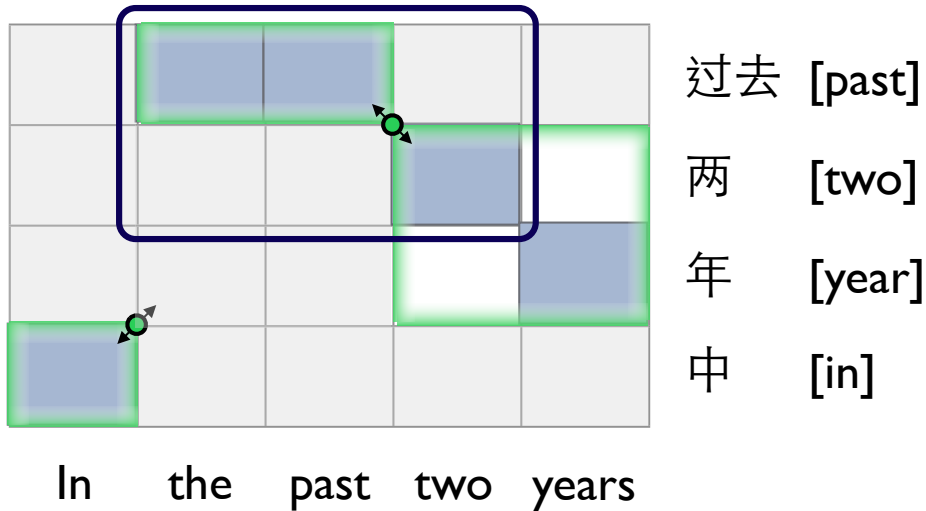 过去 [past]
两 [two]
年 [year]
中 [in]
In the past two years